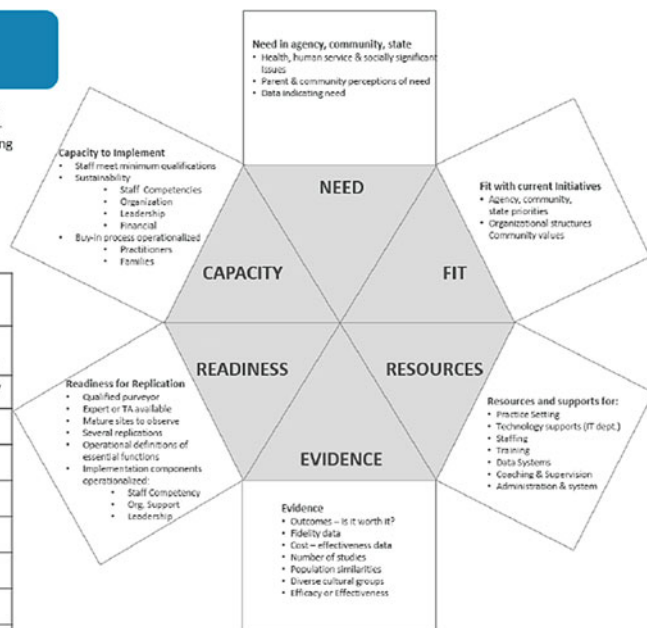 ing
Need in agency, community, state
• Health, human service & socially significant
Issues
• Parent & community perceptions of need
• Data indicating need
Capacity to Implement
• Staff meet minimum qualifications
• Sustainability
• Staff Competencies
• Organization
• Leadership
• Financial
• Buy-in process operationalized
• Practitioners
• Families
Fit with current Initiatives
• Agency, community,
state priorities
• Organizational structures
Community values
NEED
CAPACITY
FIT
READINESS
RESOURCES
EVIDENCE
Readiness for Replication
• Qualified purveyor
• Expert or TA available
• Mature sites to observe
• Several replications
• Operational definitions of
essential functions
• Implementation components
operationalized:
• Staff Competency
• Org. Support
• Leadership
Resources and supports for:
• Practice Setting
• Technology supports (IT dept.)
• Staffing
• Training
• Data Systems
• Coaching & Supervision
• Administration & system
Evidence
• Outcomes – Is it worth it?
• Fidelity data
• Cost – effectiveness data
• Number of studies
• Population similarities
• Diverse cultural groups
• Efficacy or Effectiveness